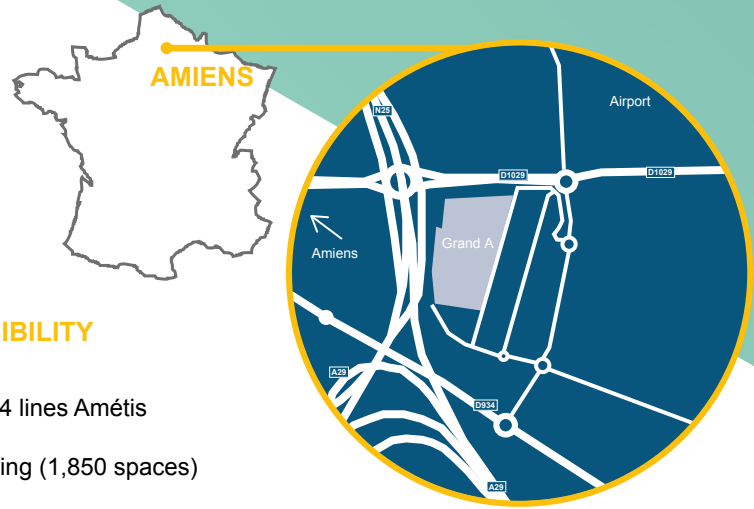 AMIENS
Airport
N25
D1029
D1029
Grand A
Amiens
IBILITY
A29
4 lines Amétis
D934
ing (1,850 spaces)
A29